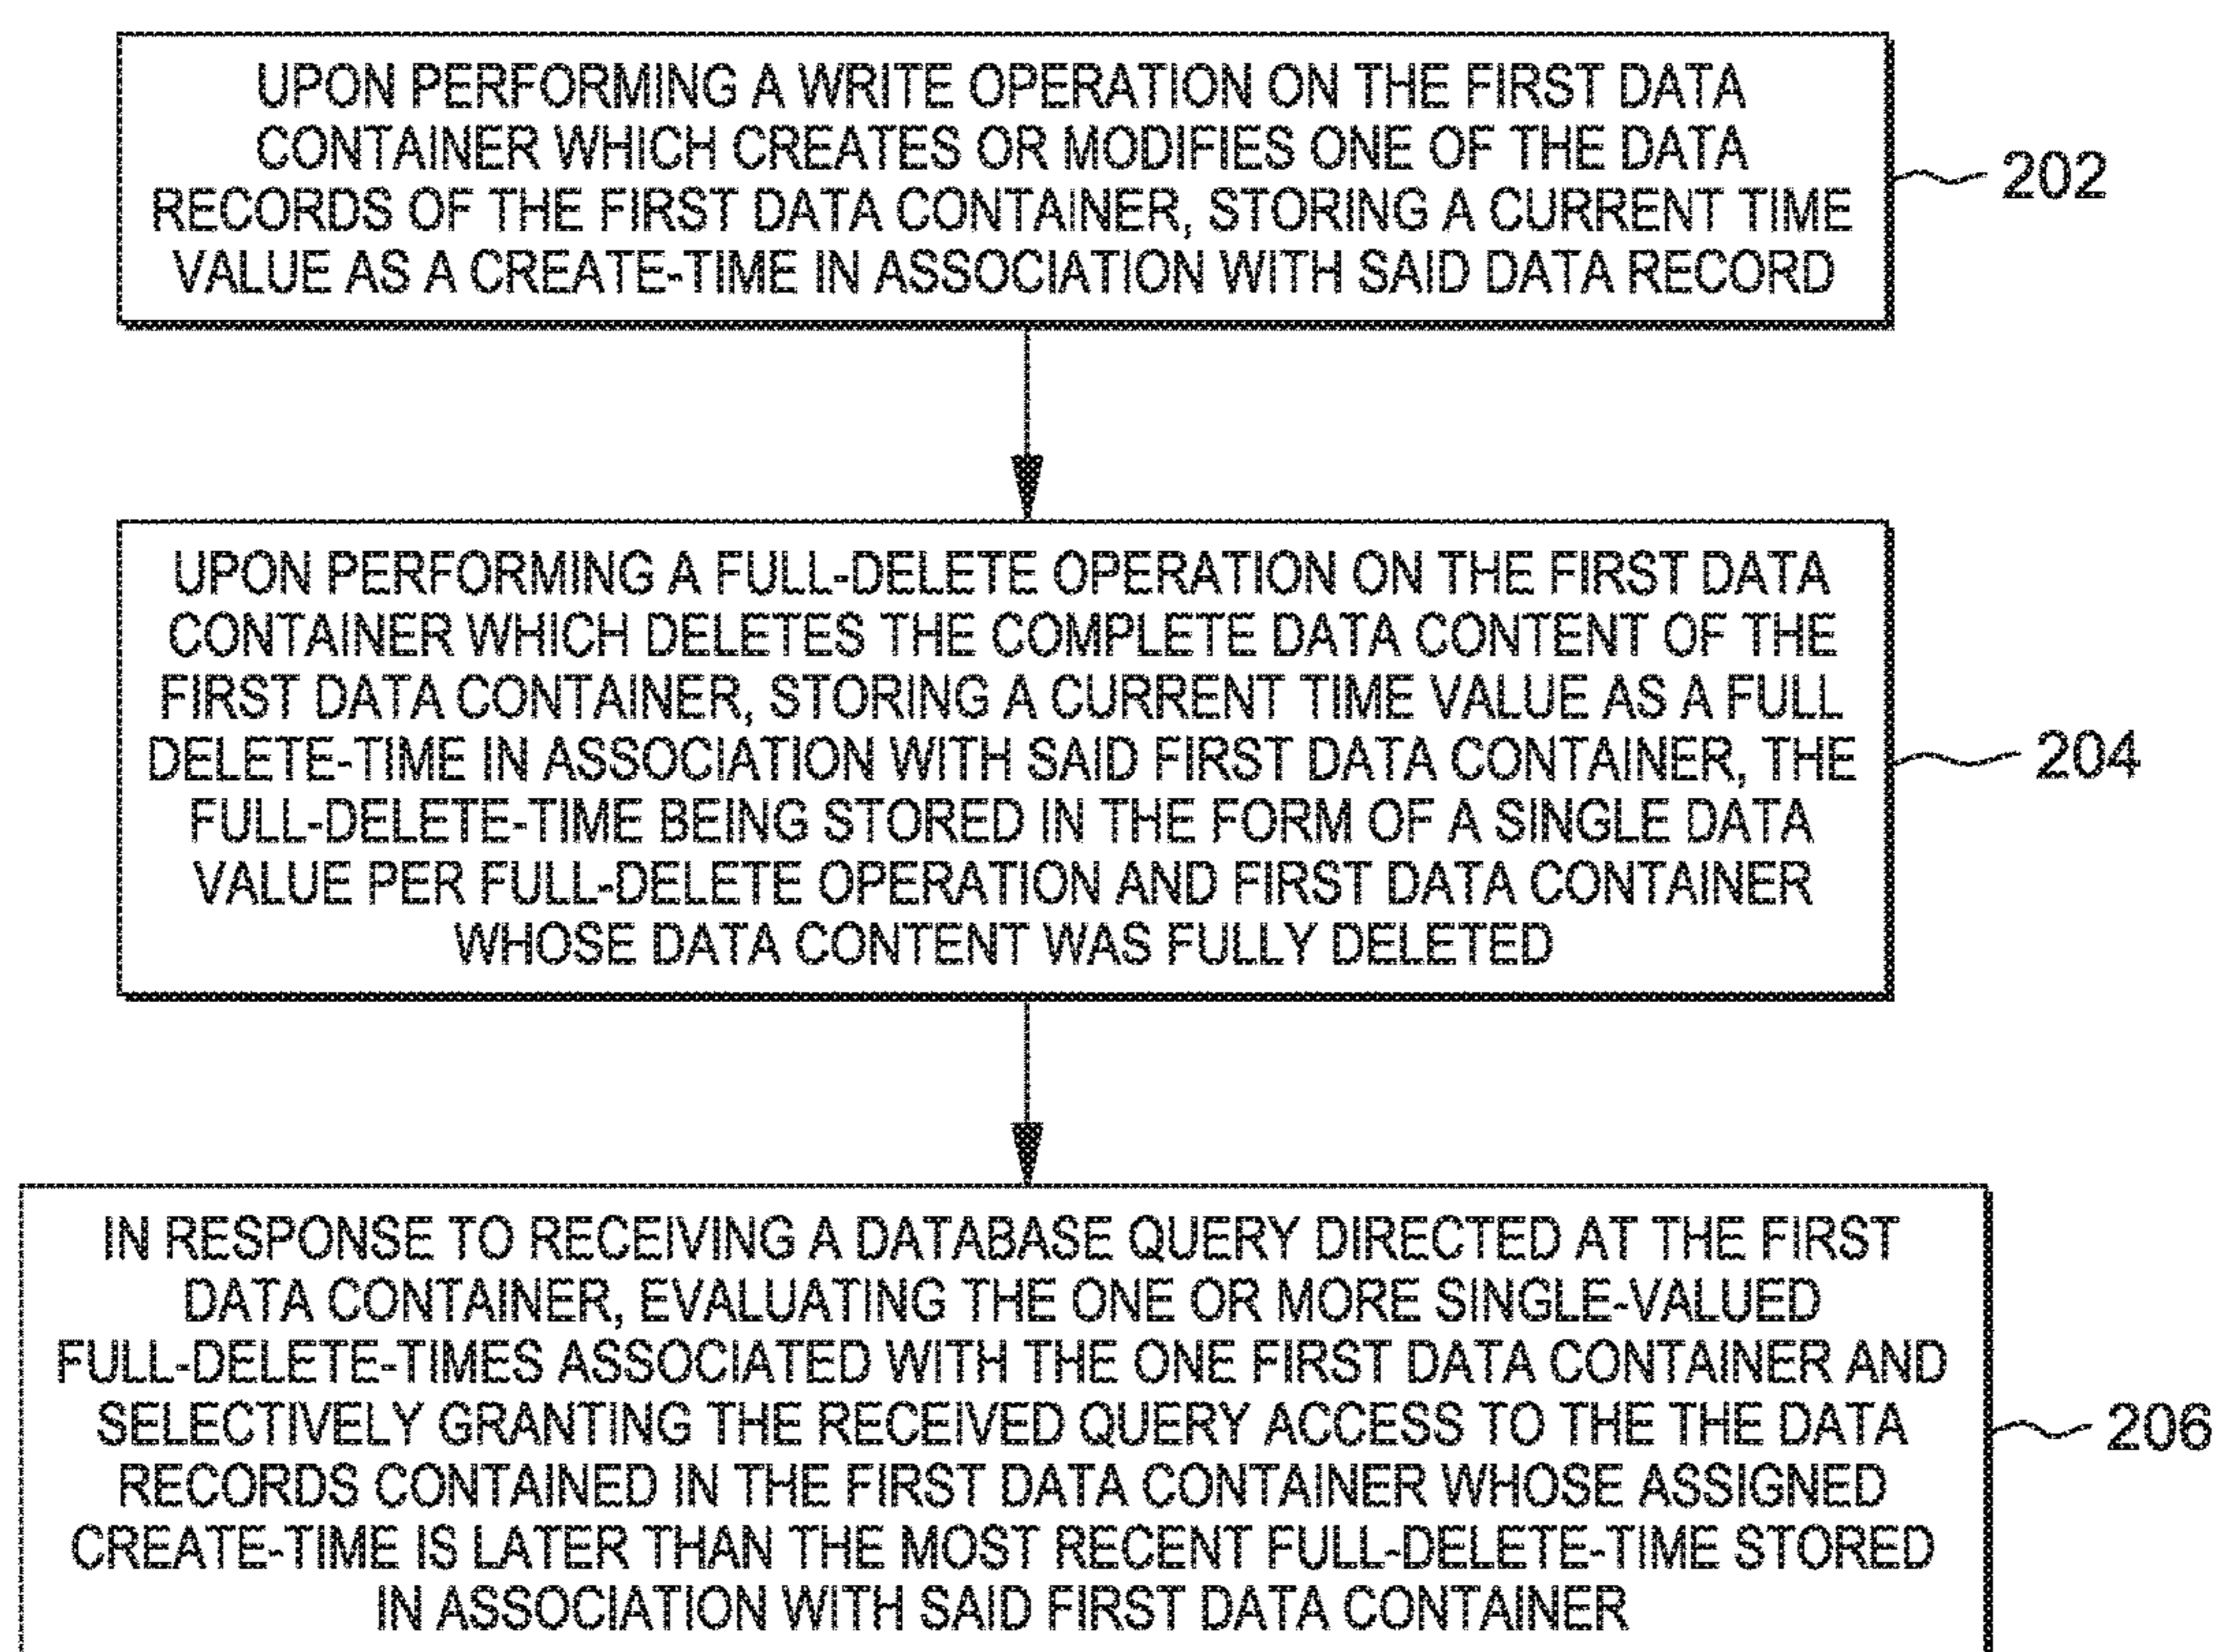 UPON PERFORMING A WRITE OPERATION ON THE FIRST DATA
CONTAINER WHICH CREATES OR MODIFIES ONE OF THE DATA
RECORDS OF THE FIRST DATA CONTAINER, STORING A CURRENT TIME
VALUE AS A CREATE-TIME IN ASSOCIATION WITH SAID DATA RECORD
202
UPON PERFORMING A FULL-DELETE OPERATION ON THE FIRST DATA
CONTAINER WHICH DELETES THE COMPLETE DATA CONTENT OF THE
FIRST DATA CONTAINER, STORING A CURRENT TIME VALUE AS A FULL
DELETE-TIME IN ASSOCIATION WITH SAID FIRST DATA CONTAINER, THE
FULL-DELETE-TIME BEING STORED IN THE FORM OF A SINGLE DATA
VALUE PER FULL-DELETE OPERATION AND FIRST DATA CONTAINER
WHOSE DATA CONTENT WAS FULLY DELETED
204
IN RESPONSE TO RECEIVING A DATABASE QUERY DIRECTED AT THE FIRST
DATA CONTAINER, EVALUATING THE ONE OR MORE SINGLE-VALUED
FULL-DELETE-TIMES ASSOCIATED WITH THE ONE FIRST DATA CONTAINER AND
SELECTIVELY GRANTING THE RECEIVED QUERY ACCESS TO THE THE DATA
RECORDS CONTAINED IN THE FIRST DATA CONTAINER WHOSE ASSIGNED
CREATE-TIME IS LATER THAN THE MOST RECENT FULL-DELETE-TIME STORED
IN ASSOCIATION WITH SAID FIRST DATA CONTAINER
206